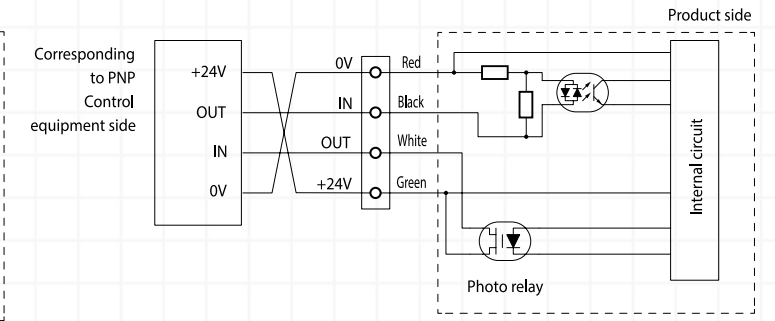 Product side
Corresponding
to PNP
Control
equipment side
+24V
OUT
IN
0V
0V
IN
OUT
+24V
Red
Black
White
Green
Internal circuit
Photo relay